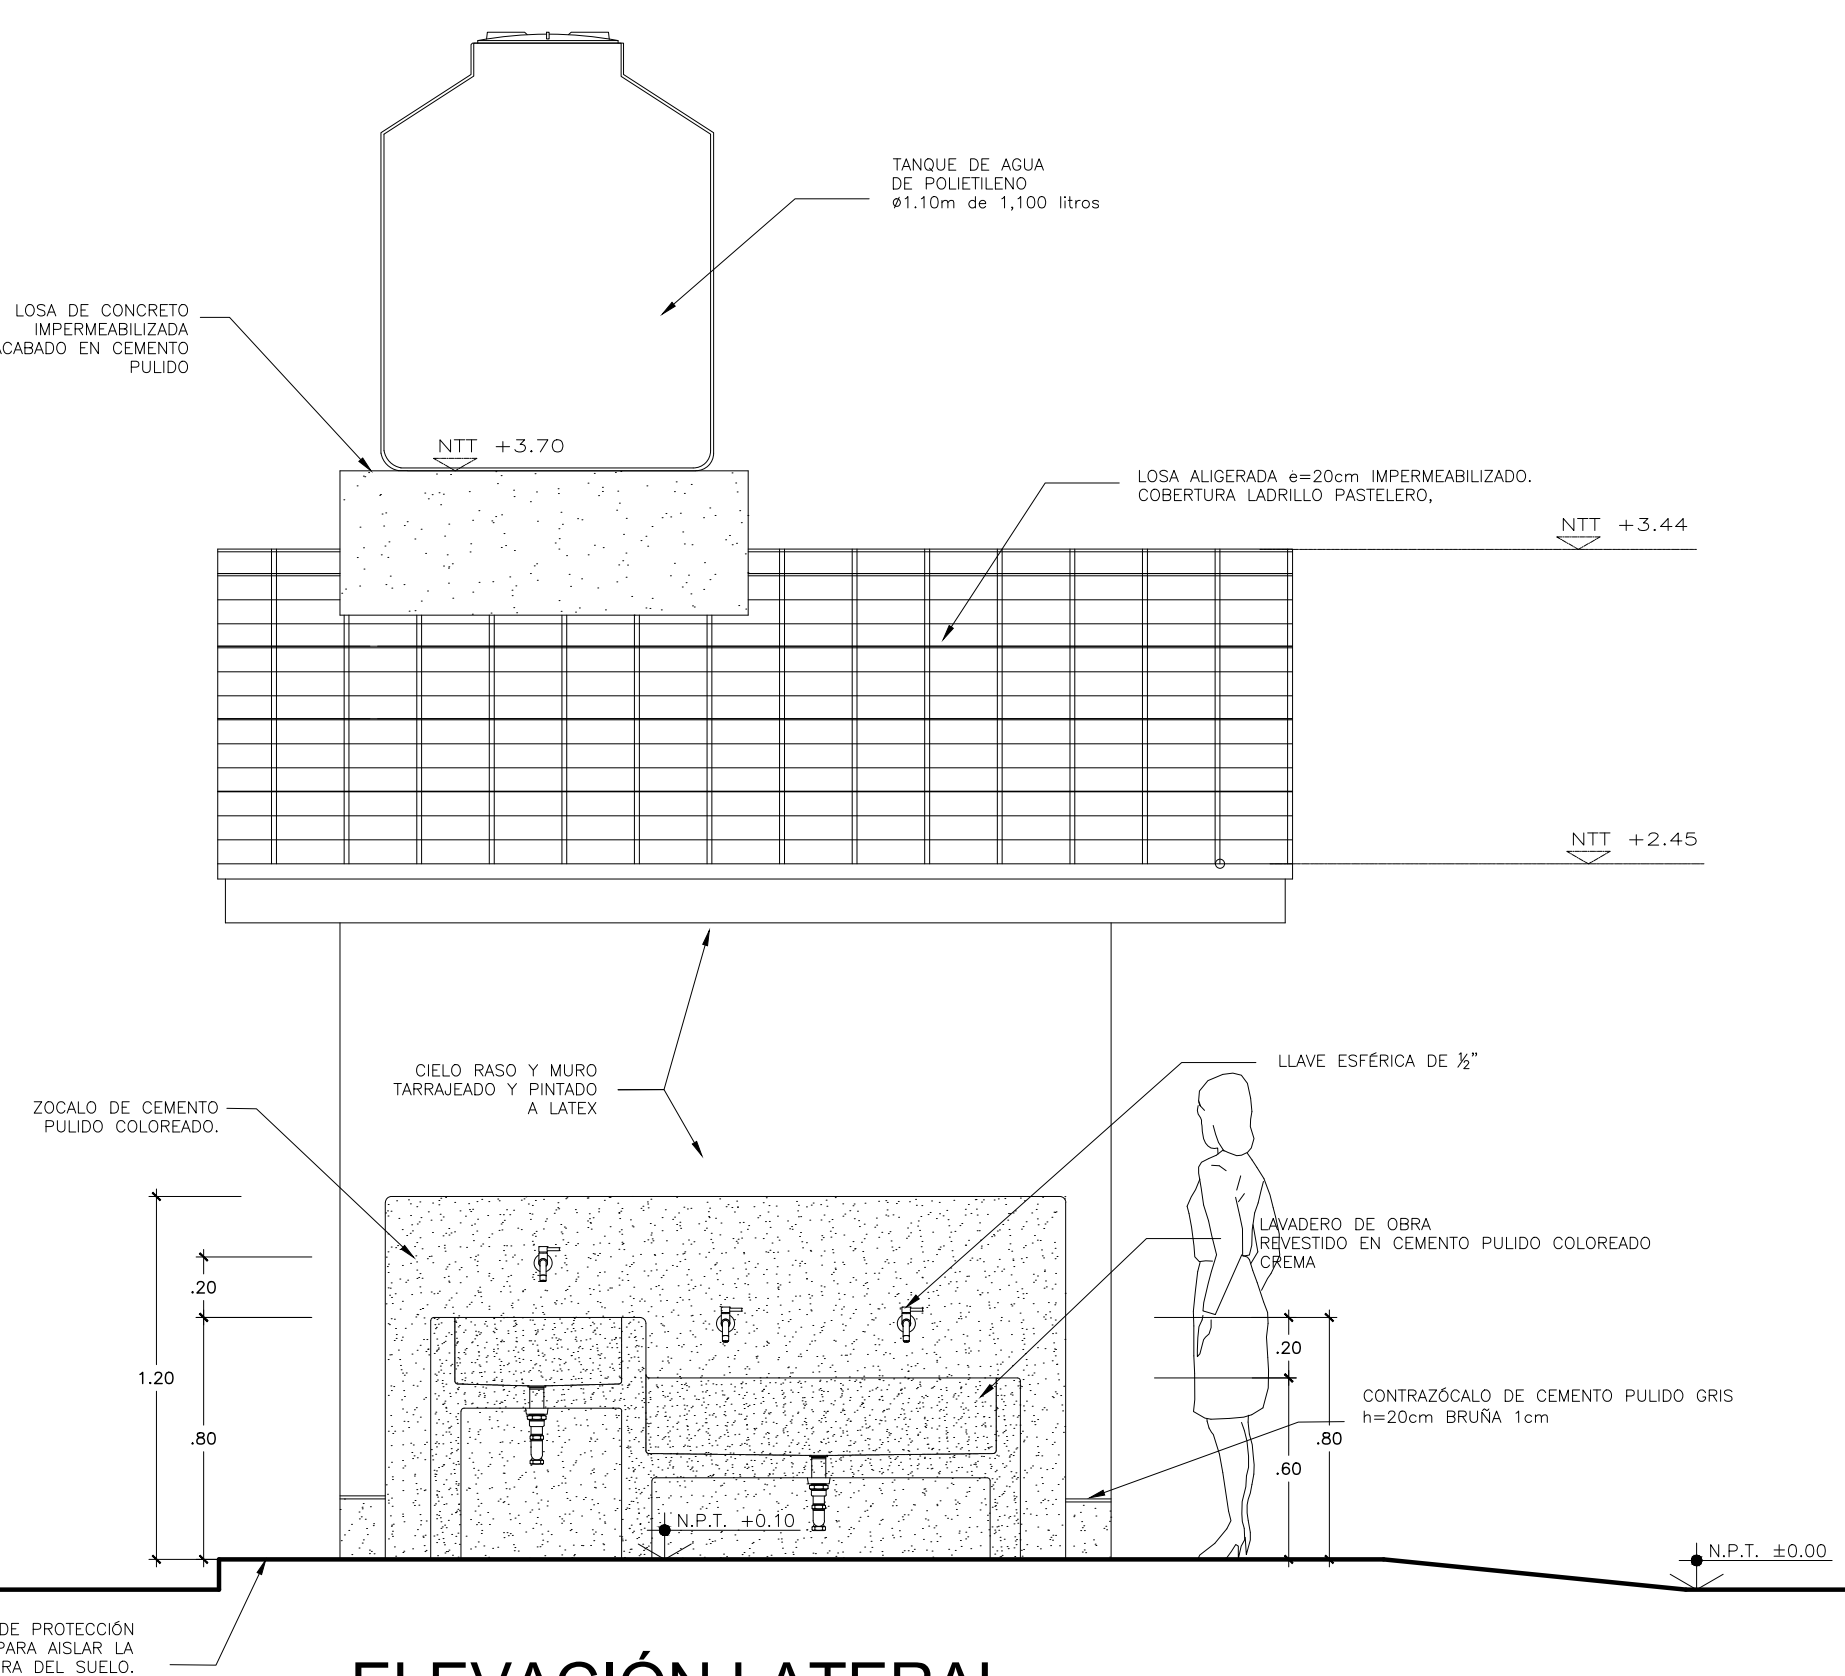 TANQUE DE AGUA
DE POLIETILENO
ø1.10m de 1,100 litros
LOSA DE CONCRETO
IMPERMEABILIZADA
ACABADO EN CEMENTO
PULIDO
NTT +3.70
LOSA ALIGERADA e=20cm IMPERMEABILIZADO.
COBERTURA LADRILLO PASTELERO,
NTT +3.44
NTT +2.45
CIELO RASO Y MURO
TARRAJEADO Y PINTADO
A LATEX
LLAVE ESFÉRICA DE ½"
ZOCALO DE CEMENTO
PULIDO COLOREADO.
LAVADERO DE OBRA
REVESTIDO EN CEMENTO PULIDO COLOREADO
CREMA
.20
1.20
.80
.20
CONTRAZÓCALO DE CEMENTO PULIDO GRIS
h=20cm BRUÑA 1cm
.80
.60
N.P.T. +0.10
N.P.T. ±0.00
DE PROTECCIÓN
PARA AISLAR LA
RA DEL SUELO.
ELEVACIÓN LATERAL